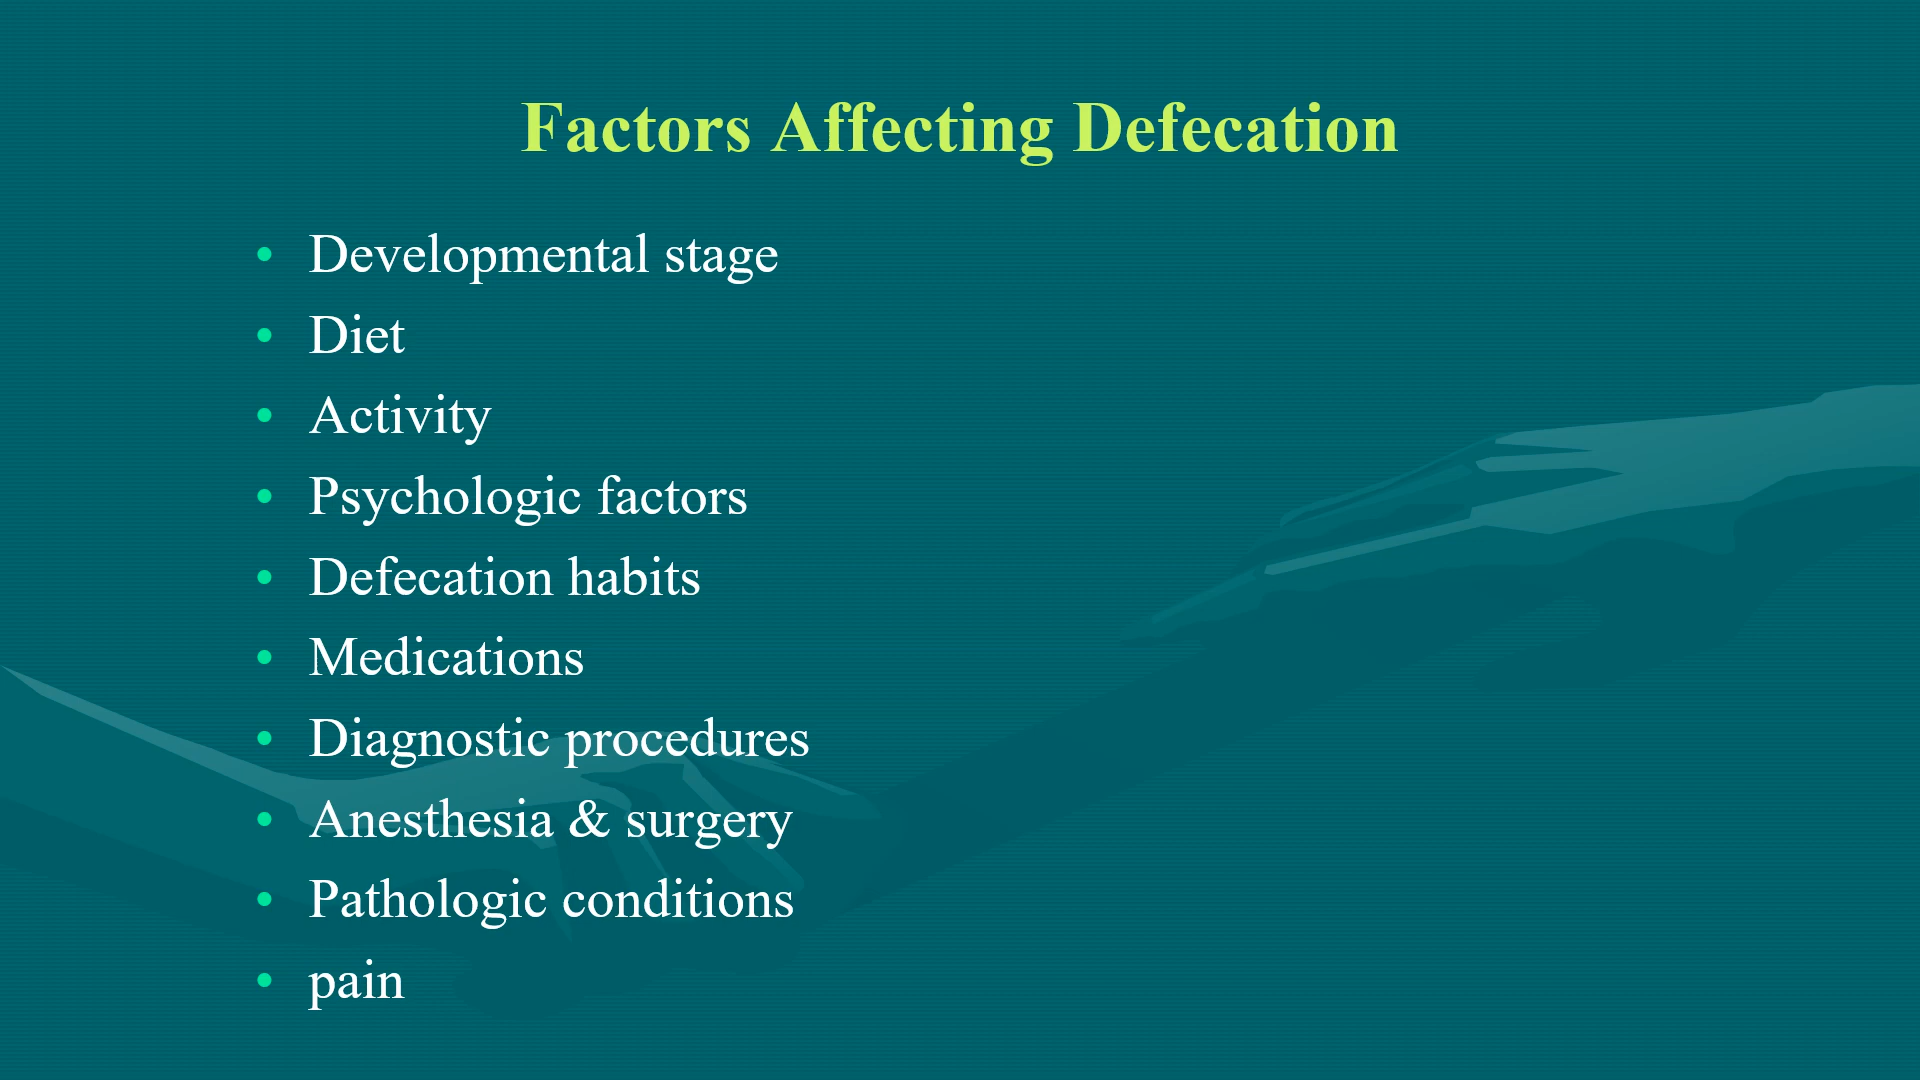 Factors Affecting Defecation
• Developmental stage
• Diet
• Activity
• Psychologic factors
• Defecation habits
• Medications
• Diagnostic procedures
• Anesthesia & surgery
• Pathologic conditions
• pain